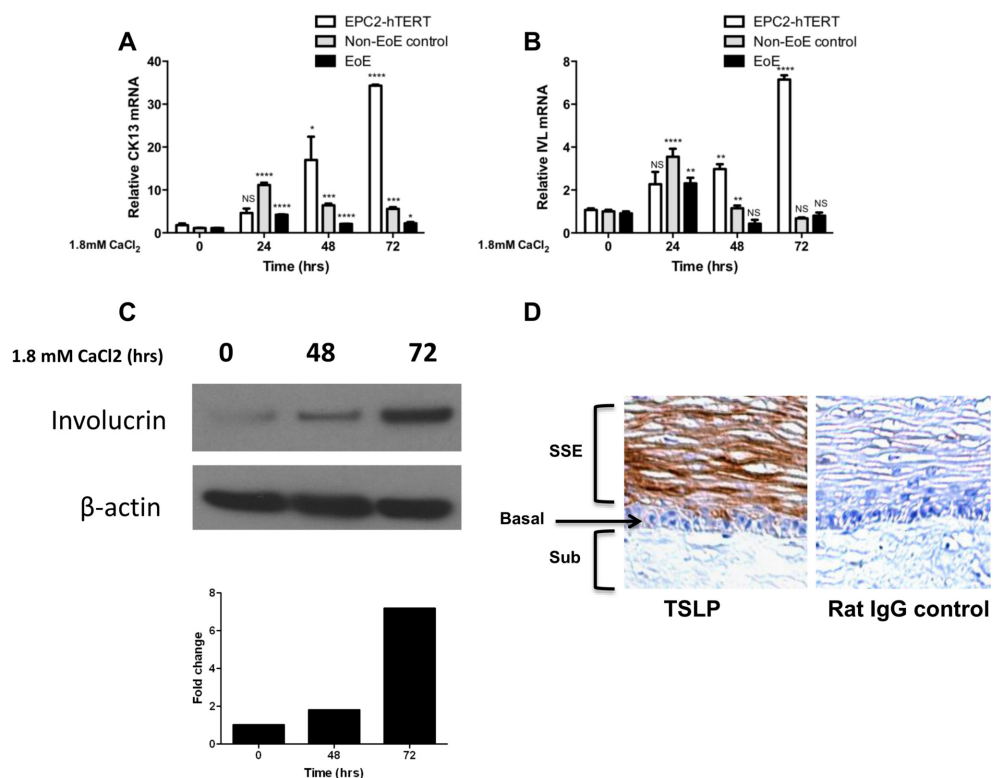 A
EPC2-hTERT
Non-EoE control
EoE
Relative CK13 mRNA
40
30
20
10
0
NS
****
****
*
***
****
****
***
*
1.8mM CaCl2
0 24 48 72
Time (hrs)
B
EPC2-hTERT
Non-EoE control
EoE
Relative IVL mRNA
8
6
4
2
0
NS
****
**
**
**
NS
****
NS
NS
1.8mM CaCl2
0 24 48 72
Time (hrs)
C
1.8 mM CaCl2 (hrs) 0 48 72
Involucrin
β-actin
Fold change
8
6
4
2
0
0 48 72
Time (hrs)
D
SSE
Basal
Sub
TSLP
Rat IgG control